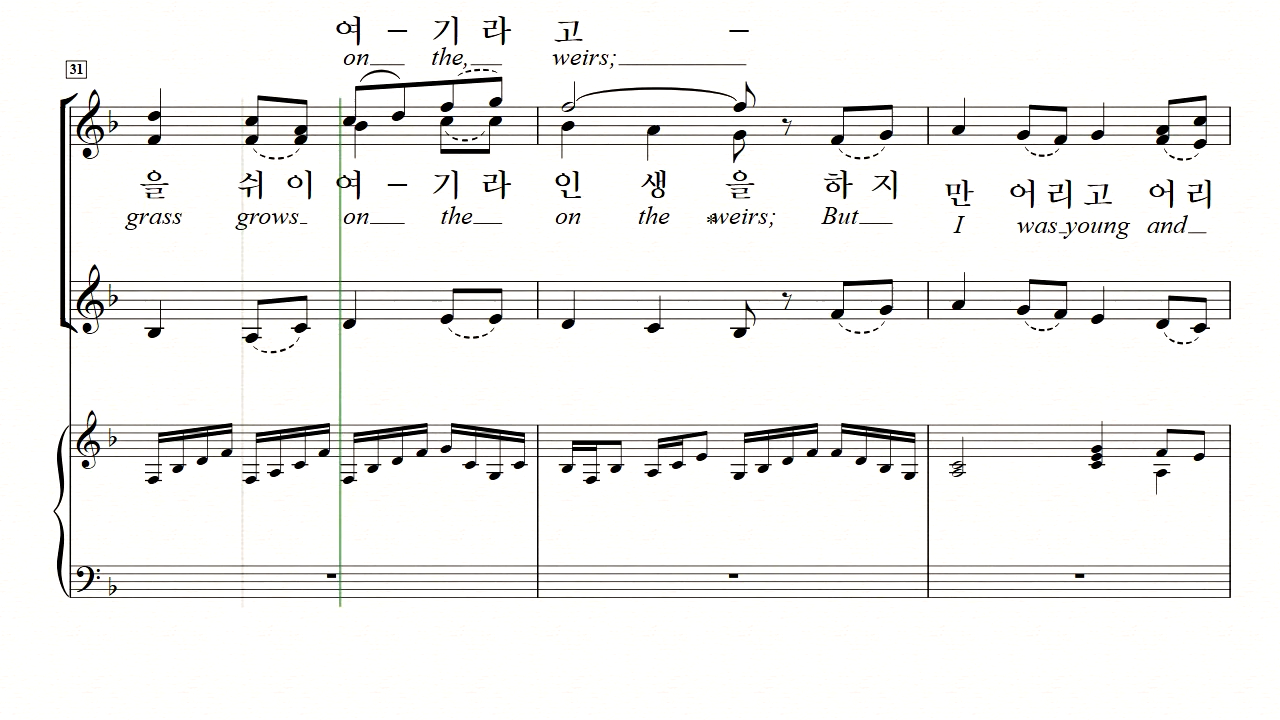 여 – 기 라 고 –
on the, weirs;
31
을 쉬 이 여 – 기 라 인 생 을 하 지 만 어 리 고 어 리
grass grows on the on the *weirs; But I was young and